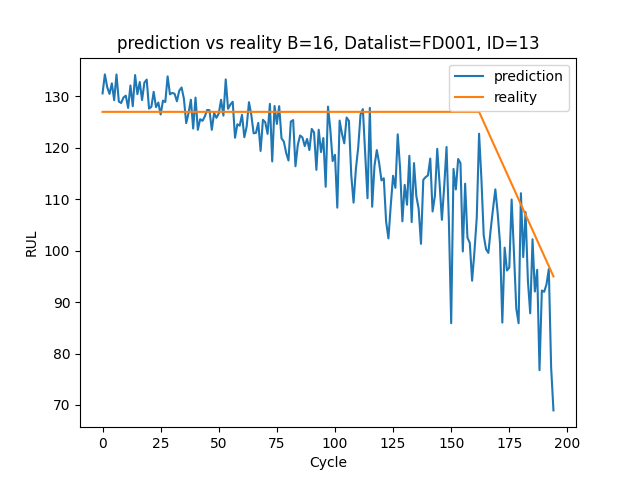 prediction vs reality B=16, Datalist=FD001, ID=13
prediction
reality
130
120
110
100
90
80
70
RUL
0 25 50 75 100 125 150 175 200
Cycle